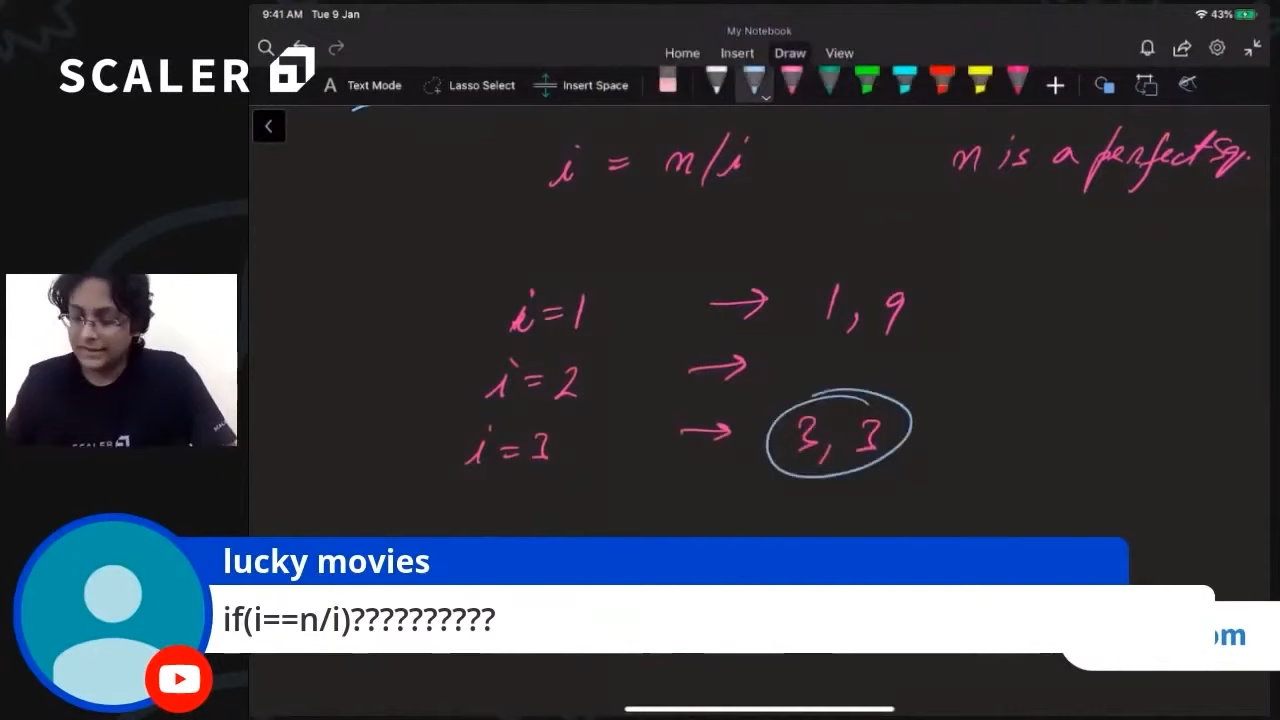 9:41 AM Tue 9 Jan
43%
My Notebook
Home Insert Draw View
SCALER
Text Mode Lasso Select Insert Space
i = n/i
n is a perfect sq.
i=1 → 1, 9
i=2 →
i=3 → 3, 3
lucky movies
if(i==n/i)??????????
om